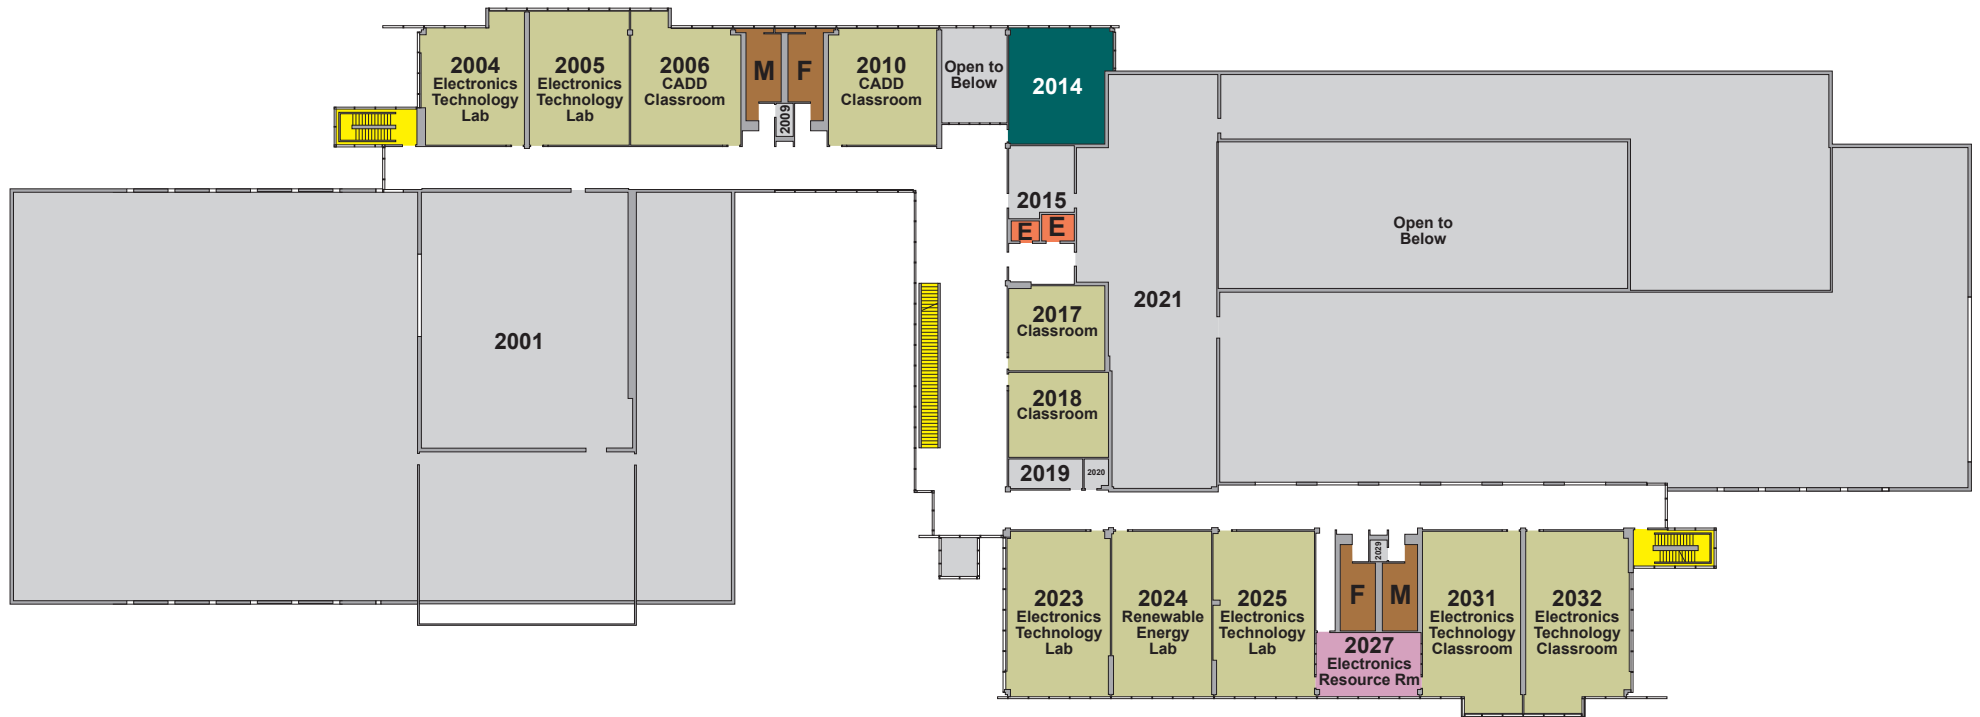 2004
Electronics
Technology
Lab
2005
Electronics
Technology
Lab
2006
CADD
Classroom
M
F
2009
2010
CADD
Classroom
Open to
Below
2014
2015
E
E
Open to
Below
2001
2017
Classroom
2021
2018
Classroom
2019
2020
2023
Electronics
Technology
Lab
2024
Renewable
Energy
Lab
2025
Electronics
Technology
Lab
2029
F
M
2027
Electronics
Resource Rm
2031
Electronics
Technology
Classroom
2032
Electronics
Technology
Classroom